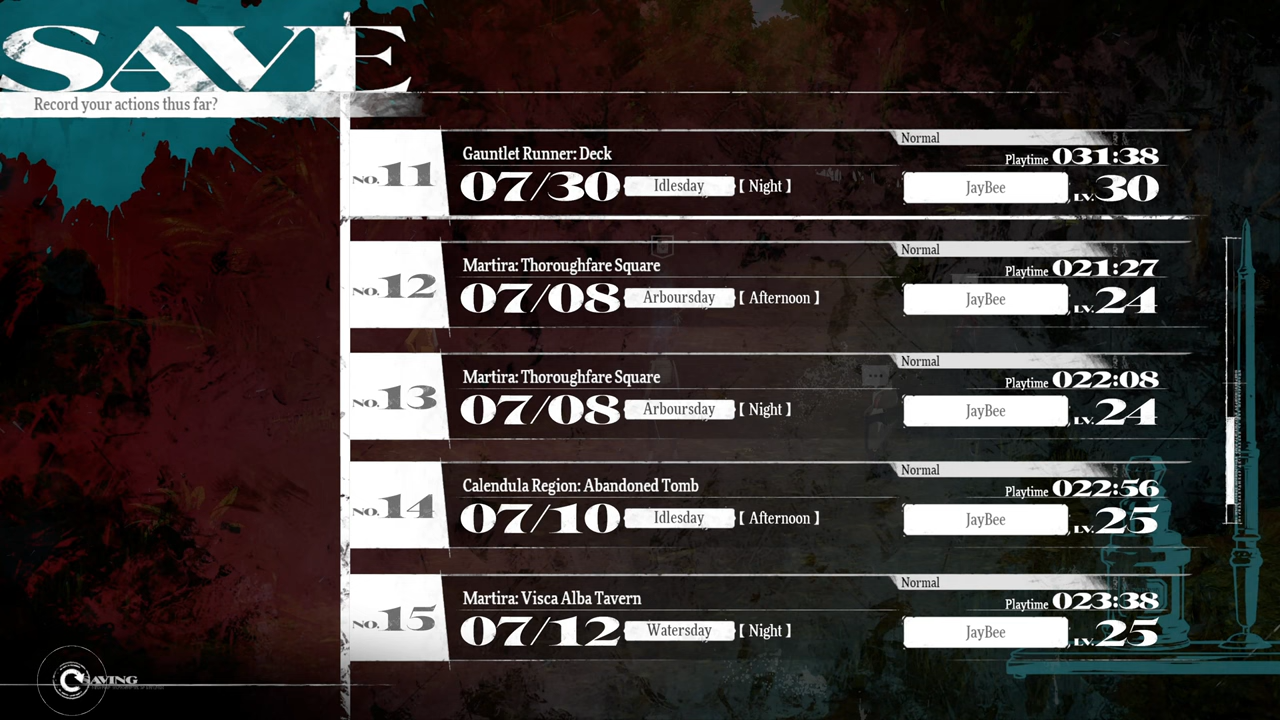 SAVE
Record your actions thus far?
NO. 11
Gauntlet Runner: Deck
07/30 Idlesday [ Night ]
Normal
Playtime 031:38
JayBee LV. 30
NO. 12
Martira: Thoroughfare Square
07/08 Arboursday [ Afternoon ]
Normal
Playtime 021:27
JayBee LV. 24
NO. 13
Martira: Thoroughfare Square
07/08 Arboursday [ Night ]
Normal
Playtime 022:08
JayBee LV. 24
NO. 14
Calendula Region: Abandoned Tomb
07/10 Idlesday [ Afternoon ]
Normal
Playtime 022:56
JayBee LV. 25
NO. 15
Martira: Visca Alba Tavern
07/12 Watersday [ Night ]
Normal
Playtime 023:38
JayBee LV. 25
SAVING